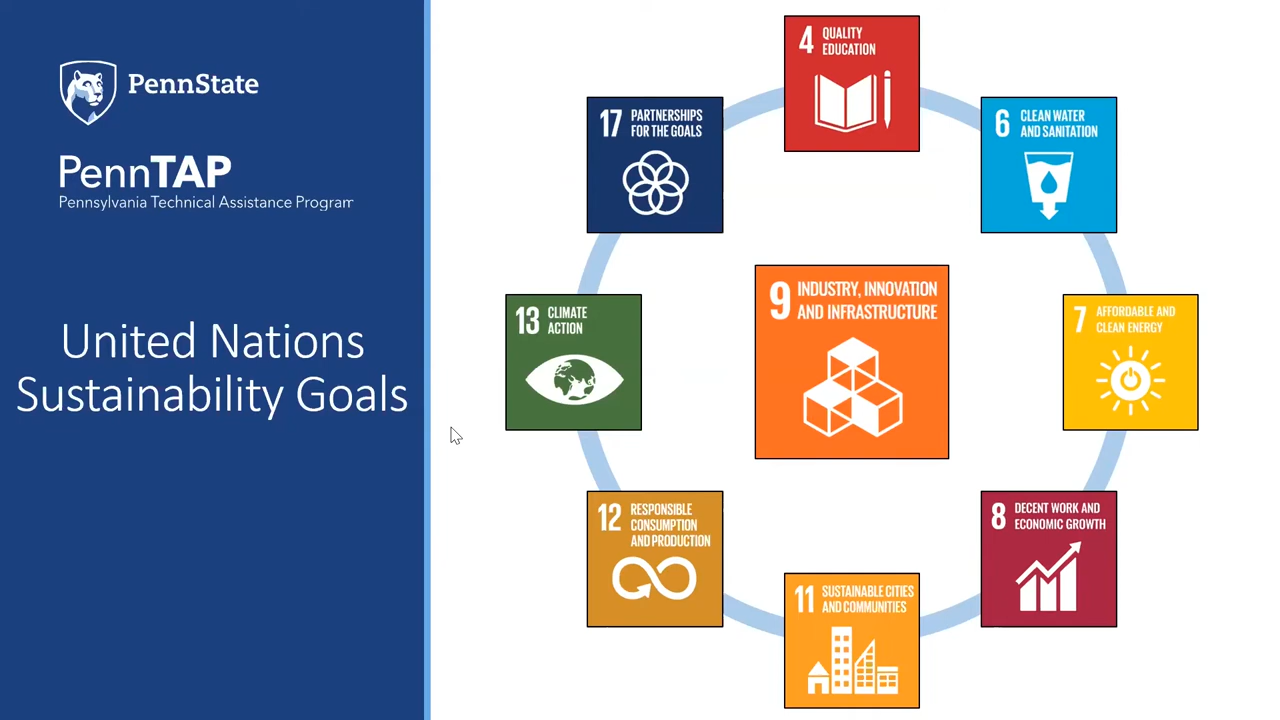 PennState
PennTAP
Pennsylvania Technical Assistance Program
United Nations
Sustainability Goals
4 QUALITY
EDUCATION
17 PARTNERSHIPS
FOR THE GOALS
6 CLEAN WATER
AND SANITATION
9 INDUSTRY, INNOVATION
AND INFRASTRUCTURE
13 CLIMATE
ACTION
7 AFFORDABLE AND
CLEAN ENERGY
12 RESPONSIBLE
CONSUMPTION
AND PRODUCTION
8 DECENT WORK AND
ECONOMIC GROWTH
11 SUSTAINABLE CITIES
AND COMMUNITIES